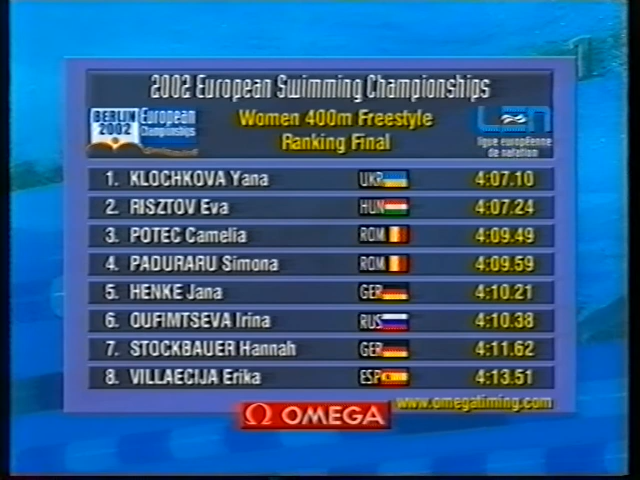 2002 European Swimming Championships
BERLIN 2002 European Championships
Women 400m Freestyle
Ranking Final
LEN
ligue européenne
de natation
1. KLOCHKOVA Yana UKR 4:07.10
2. RISZTOV Eva HUN 4:07.24
3. POTEC Camelia ROM 4:09.49
4. PADURARU Simona ROM 4:09.59
5. HENKE Jana GER 4:10.21
6. OUFIMTSEVA Irina RUS 4:10.38
7. STOCKBAUER Hannah GER 4:11.62
8. VILLAECIJA Erika ESP 4:13.51
Ω OMEGA
www.omegatiming.com